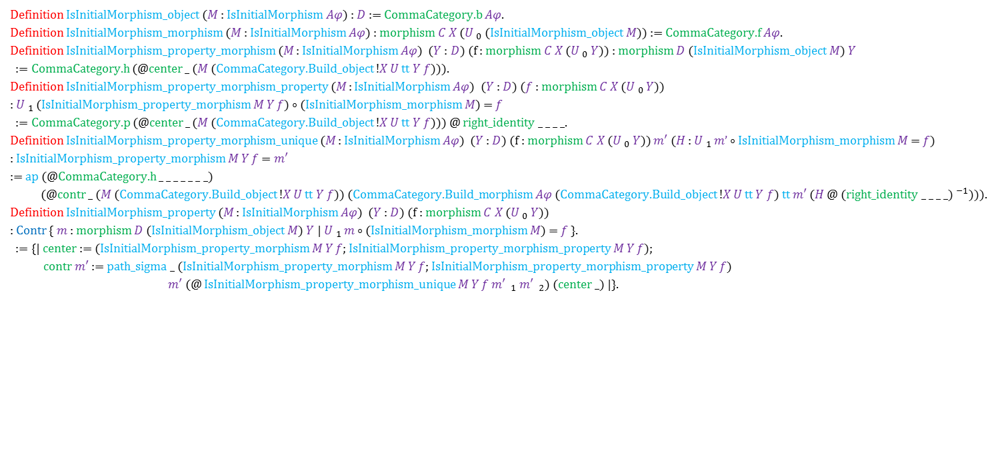 Definition IsInitialMorphism_object (M : IsInitialMorphism Aφ) : D := CommaCategory.b Aφ.
Definition IsInitialMorphism_morphism (M : IsInitialMorphism Aφ) : morphism C X (U ₀ (IsInitialMorphism_object M)) := CommaCategory.f Aφ.
Definition IsInitialMorphism_property_morphism (M : IsInitialMorphism Aφ) (Y : D) (f : morphism C X (U ₀ Y)) : morphism D (IsInitialMorphism_object M) Y
:= CommaCategory.h (@center _ (M (CommaCategory.Build_object !X U tt Y f))).
Definition IsInitialMorphism_property_morphism_property (M : IsInitialMorphism Aφ) (Y : D) (f : morphism C X (U ₀ Y))
: U ₁ (IsInitialMorphism_property_morphism M Y f) ∘ (IsInitialMorphism_morphism M) = f
:= CommaCategory.p (@center _ (M (CommaCategory.Build_object !X U tt Y f))) @ right_identity _ _ _ _.
Definition IsInitialMorphism_property_morphism_unique (M : IsInitialMorphism Aφ) (Y : D) (f : morphism C X (U ₀ Y)) m′ (H : U ₁ m’ ∘ IsInitialMorphism_morphism M = f)
: IsInitialMorphism_property_morphism M Y f = m′
:= ap (@CommaCategory.h _ _ _ _ _ _ _)
(@contr _ (M (CommaCategory.Build_object !X U tt Y f)) (CommaCategory.Build_morphism Aφ (CommaCategory.Build_object !X U tt Y f) tt m′ (H @ (right_identity _ _ _ _) ⁻¹))).
Definition IsInitialMorphism_property (M : IsInitialMorphism Aφ) (Y : D) (f : morphism C X (U ₀ Y))
: Contr { m : morphism D (IsInitialMorphism_object M) Y | U ₁ m ∘ (IsInitialMorphism_morphism M) = f }.
:= {| center := (IsInitialMorphism_property_morphism M Y f; IsInitialMorphism_property_morphism_property M Y f);
contr m′ := path_sigma _ (IsInitialMorphism_property_morphism M Y f; IsInitialMorphism_property_morphism_property M Y f)
m′ (@ IsInitialMorphism_property_morphism_unique M Y f m′ ₁ m′ ₂) (center _) |}.